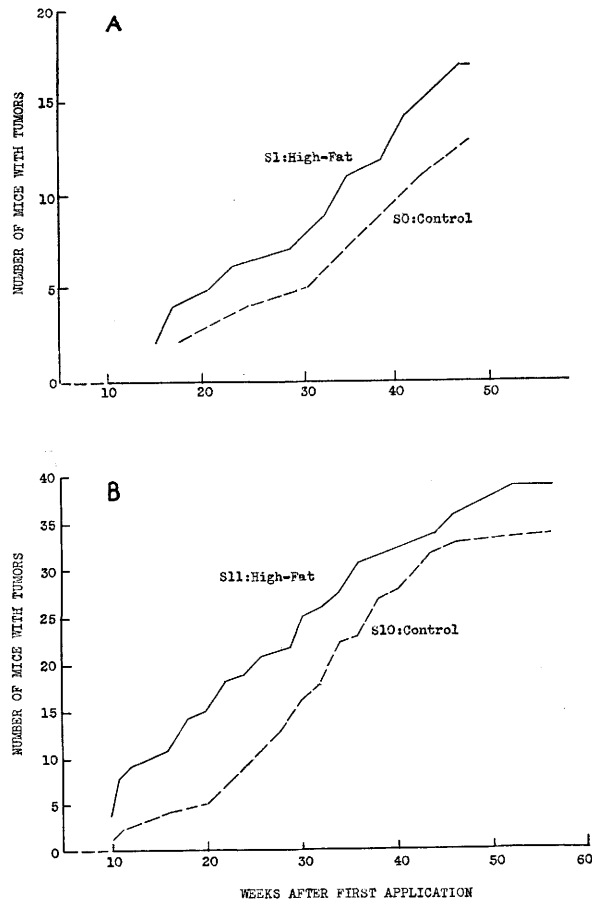 A
20
15
10
5
0
NUMBER OF MICE WITH TUMORS
S1:High-Fat
S0:Control
10 20 30 40 50
B
40
35
30
25
20
15
10
5
0
NUMBER OF MICE WITH TUMORS
S11:High-Fat
S10:Control
10 20 30 40 50 60
WEEKS AFTER FIRST APPLICATION